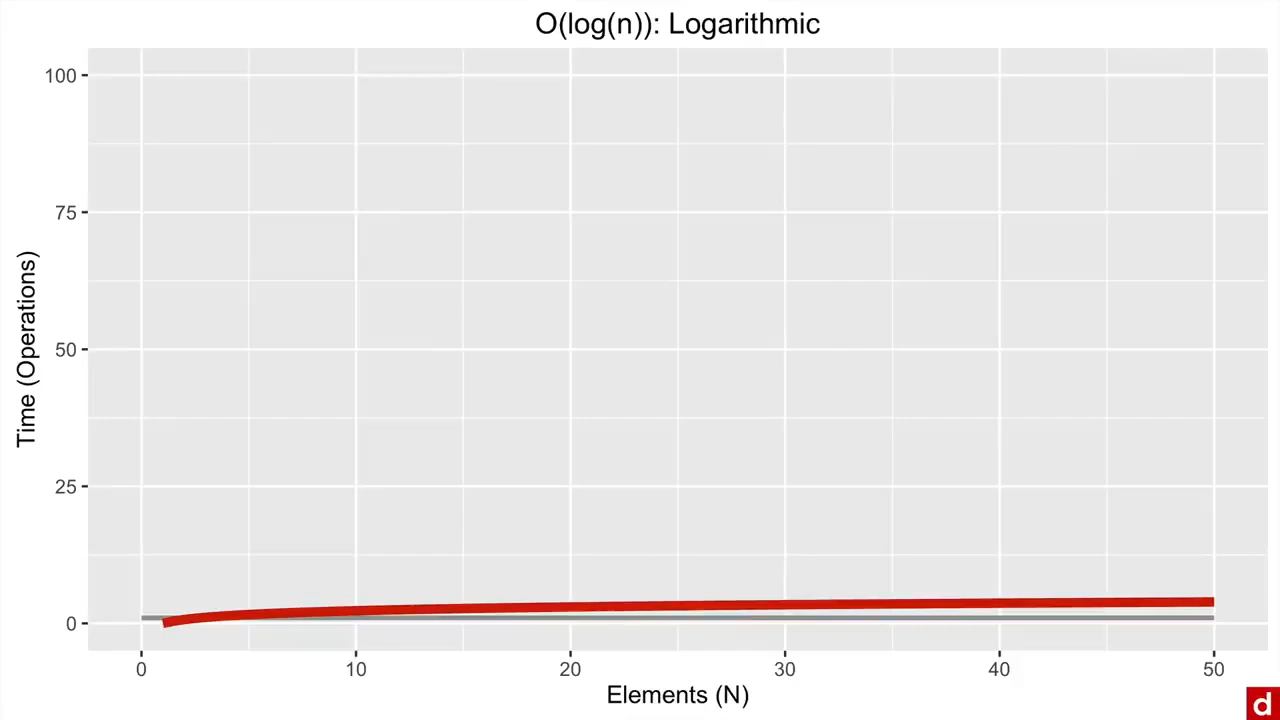 O(log(n)): Logarithmic
100
75
50
25
0
Time (Operations)
0 10 20 30 40 50
Elements (N)
d